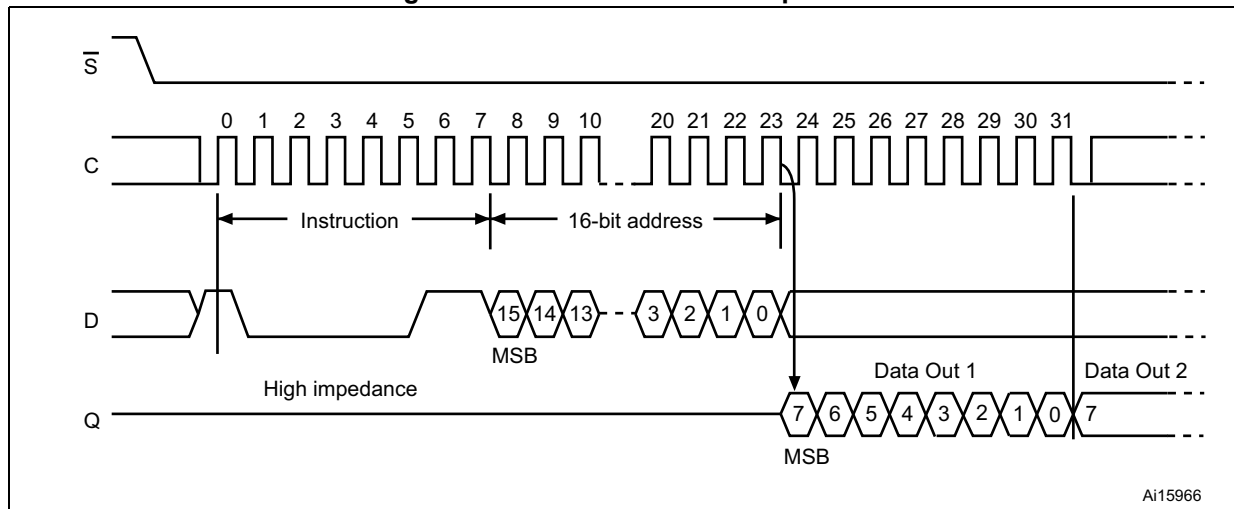 S
0 1 2 3 4 5 6 7 8 9 10 20 21 22 23 24 25 26 27 28 29 30 31
C
Instruction 16-bit address
D 15 14 13 3 2 1 0
MSB
High impedance Data Out 1 Data Out 2
Q 7 6 5 4 3 2 1 0 7
MSB
Ai15966